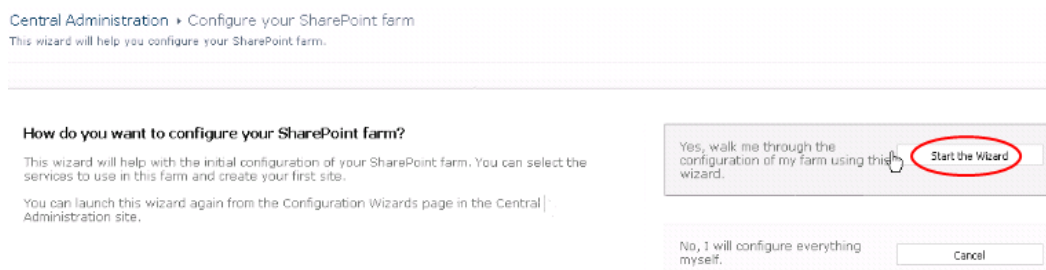 Central Administration ▸ Configure your SharePoint farm
This wizard will help you configure your SharePoint farm.
How do you want to configure your SharePoint farm?
This wizard will help with the initial configuration of your SharePoint farm. You can select the
services to use in this farm and create your first site.
You can launch this wizard again from the Configuration Wizards page in the Central
Administration site.
Yes, walk me through the
configuration of my farm using this
wizard.
Start the Wizard
No, I will configure everything
myself.
Cancel